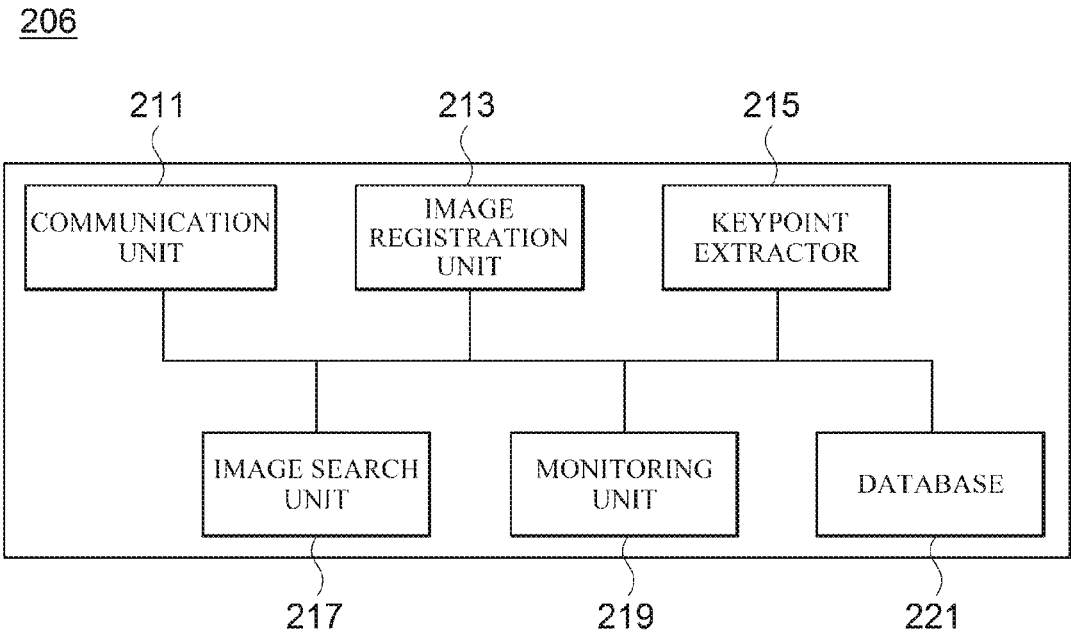 206
211
213
215
COMMUNICATION
UNIT
IMAGE
REGISTRATION
UNIT
KEYPOINT
EXTRACTOR
IMAGE SEARCH
UNIT
MONITORING
UNIT
DATABASE
217
219
221